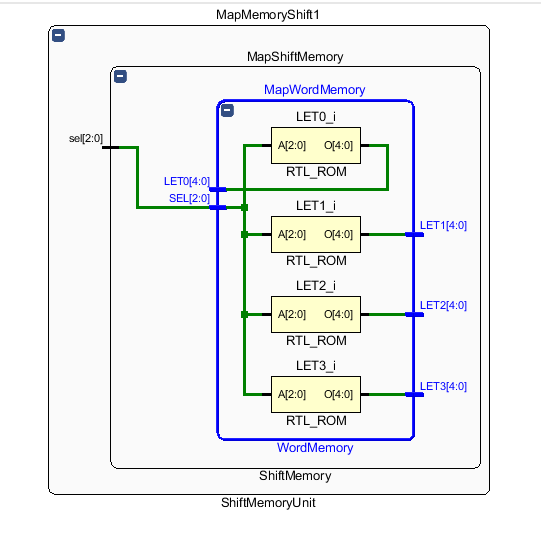 MapMemoryShift1
MapShiftMemory
MapWordMemory
LET0_i
sel[2:0]
A[2:0] O[4:0]
RTL_ROM
LET0[4:0]
SEL[2:0]
LET1_i
A[2:0] O[4:0]
LET1[4:0]
RTL_ROM
LET2_i
A[2:0] O[4:0]
LET2[4:0]
RTL_ROM
LET3_i
A[2:0] O[4:0]
LET3[4:0]
RTL_ROM
WordMemory
ShiftMemory
ShiftMemoryUnit